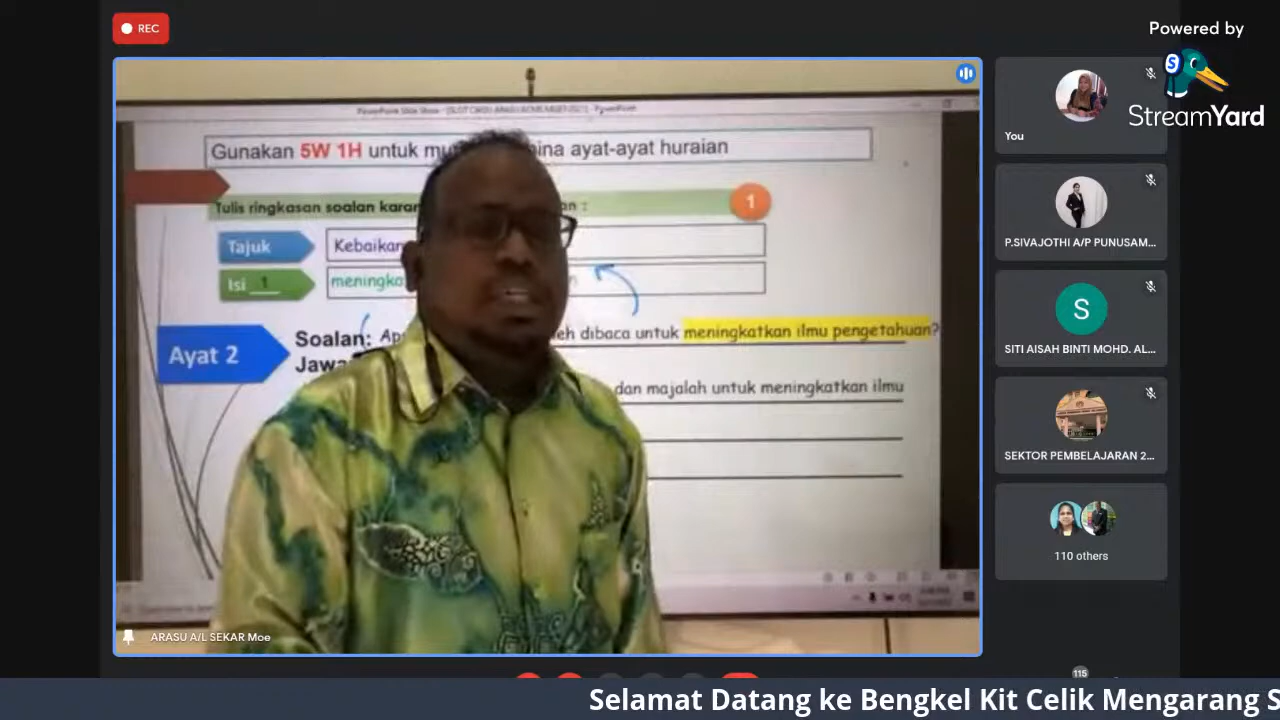 REC
Powered by
StreamYard
You
P.SIVAJOTHI A/P PUNUSAM...
S
SITI AISAH BINTI MOHD. AL...
SEKTOR PEMBELAJARAN 2...
110 others
115
Gunakan 5W 1H untuk bina ayat-ayat huraian
Tulis ringkasan soalan karan
1
Tajuk Kebaikan
Isi 1 meningka
Ayat 2
Soalan: Ap eh dibaca untuk meningkatkan ilmu pengetahuan?
Jawa dan majalah untuk meningkatkan ilmu
ARASU A/L SEKAR Moe
Selamat Datang ke Bengkel Kit Celik Mengarang S